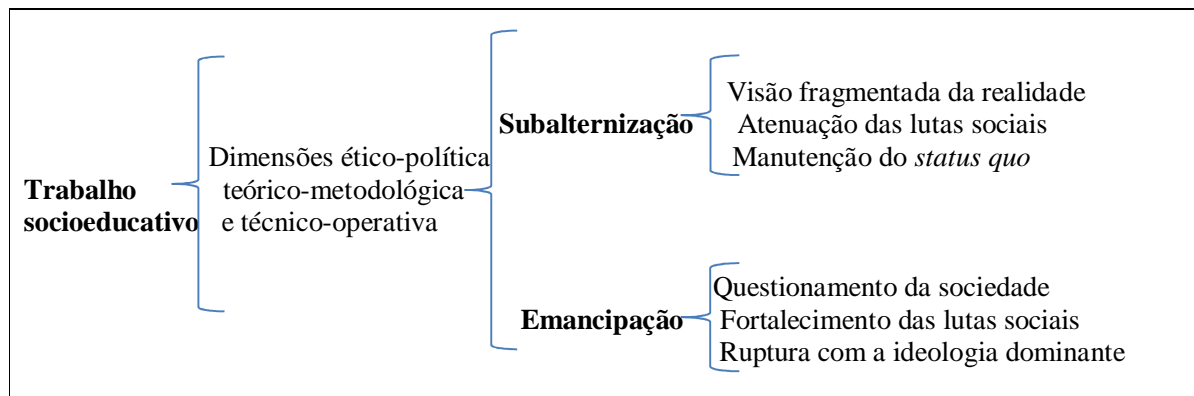 Trabalho
socioeducativo
Dimensões ético-política
teórico-metodológica
e técnico-operativa
Subalternização
Visão fragmentada da realidade
Atenuação das lutas sociais
Manutenção do status quo
Emancipação
Questionamento da sociedade
Fortalecimento das lutas sociais
Ruptura com a ideologia dominante